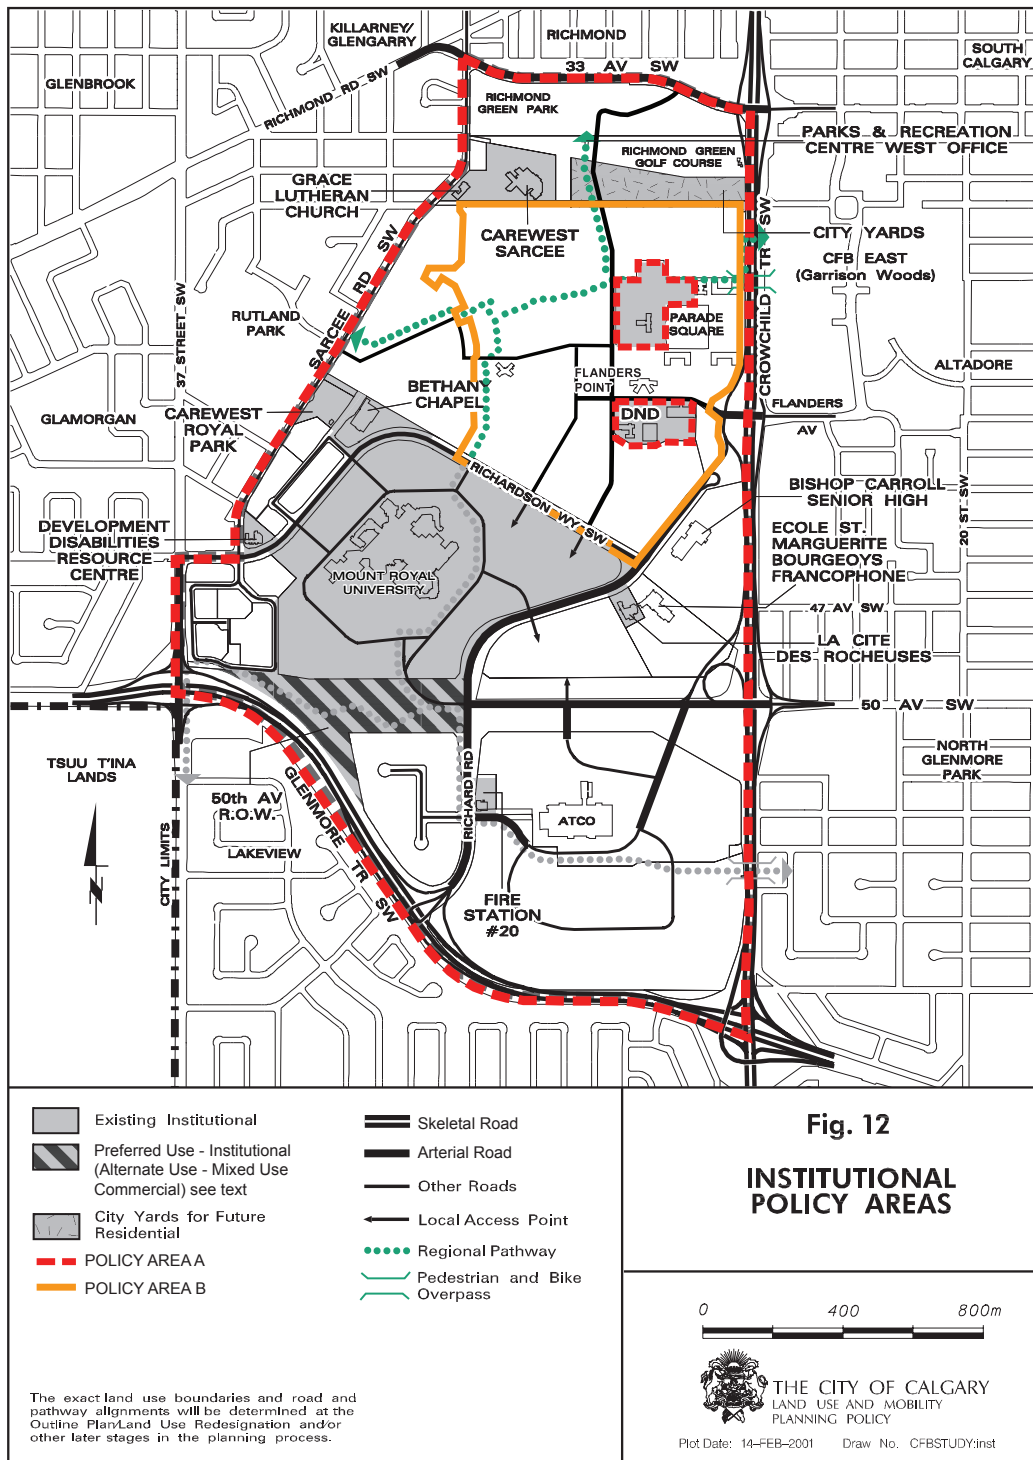 KILLARNEY/
GLENGARRY
RICHMOND
SOUTH
CALGARY
33 AV SW
GLENBROOK
RICHMOND RD SW
RICHMOND
GREEN PARK
PARKS & RECREATION
CENTRE WEST OFFICE
RICHMOND GREEN
GOLF COURSE
GRACE
LUTHERAN
CHURCH
CAREWEST
SARCEE
CITY YARDS
CFB EAST
(Garrison Woods)
CROWCHILD TR SW
SARCEE RD SW
37 STREET SW
RUTLAND
PARK
PARADE
SQUARE
ALTADORE
FLANDERS
POINT
BETHANY
CHAPEL
FLANDERS
AV
GLAMORGAN
CAREWEST
ROYAL
PARK
DND
RICHARDSON WY SW
BISHOP CARROLL
SENIOR HIGH
20 ST SW
DEVELOPMENT
DISABILITIES
RESOURCE
CENTRE
ECOLE ST.
MARGUERITE
BOURGEOYS
FRANCOPHONE
MOUNT ROYAL
UNIVERSITY
47 AV SW
LA CITE
DES ROCHEUSES
50 AV SW
TSUU T'INA
LANDS
NORTH
GLENMORE
PARK
50th AV
R.O.W.
GLENMORE TR SW
RICHARD RD
LAKEVIEW
ATCO
CITY LIMITS
N
FIRE
STATION
#20
Existing Institutional
Preferred Use - Institutional
(Alternate Use - Mixed Use
Commercial) see text
City Yards for Future
Residential
POLICY AREA A
POLICY AREA B
Skeletal Road
Arterial Road
Other Roads
Local Access Point
Regional Pathway
Pedestrian and Bike
Overpass
The exact land use boundaries and road and
pathway alignments will be determined at the
Outline Plan/Land Use Redesignation and/or
other later stages in the planning process.
Fig. 12
INSTITUTIONAL
POLICY AREAS
0 400 800m
THE CITY OF CALGARY
LAND USE AND MOBILITY
PLANNING POLICY
Plot Date: 14-FEB-2001 Draw No. CFBSTUDY:inst